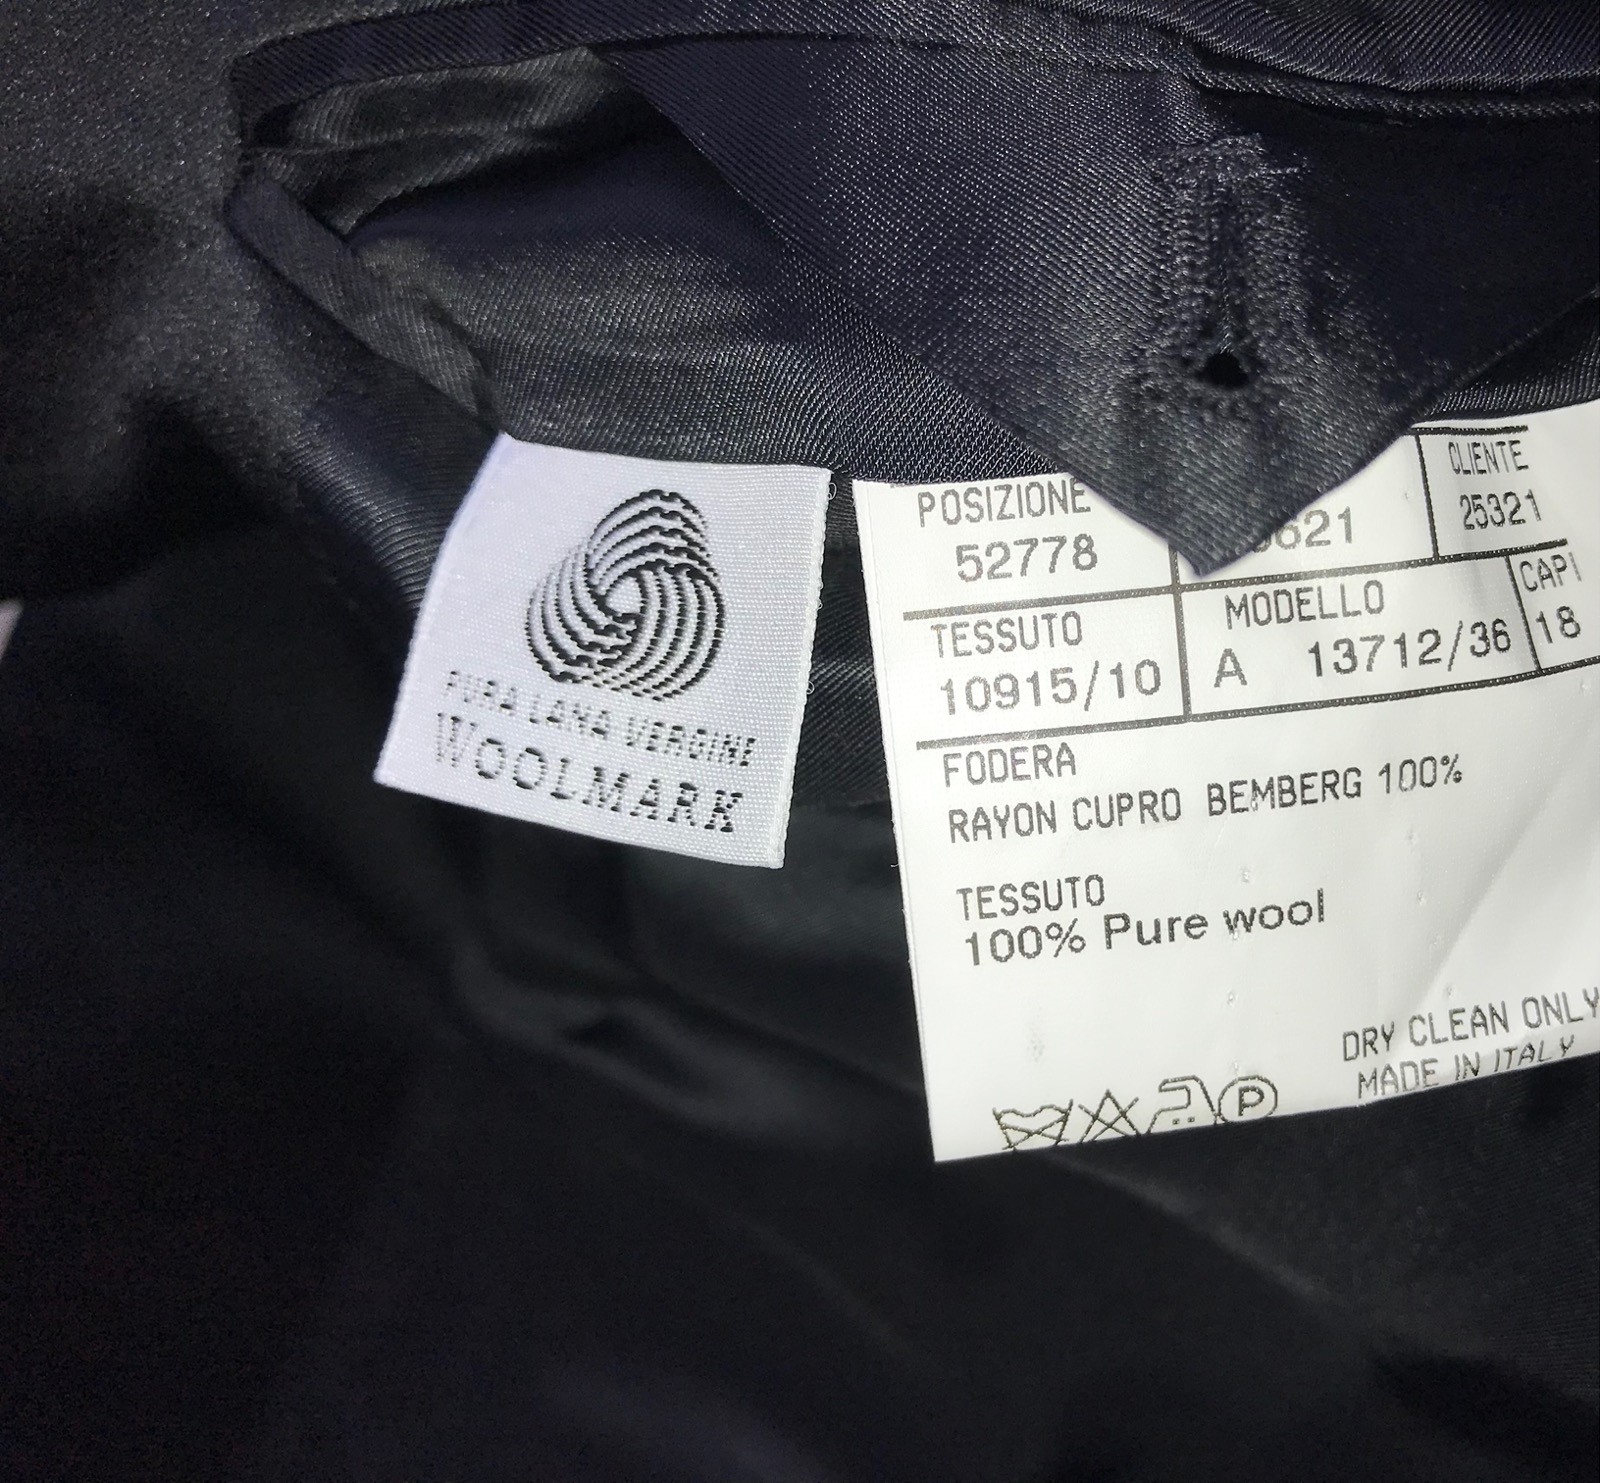 PURA LANA VERGINE
WOOLMARK
POSIZIONE
52778
621
CLIENTE
25321
TESSUTO
10915/10
MODELLO
A 13712/36
CAPI
18
FODERA
RAYON CUPRO BEMBERG 100%
TESSUTO
100% Pure wool
DRY CLEAN ONLY
MADE IN ITALY
P